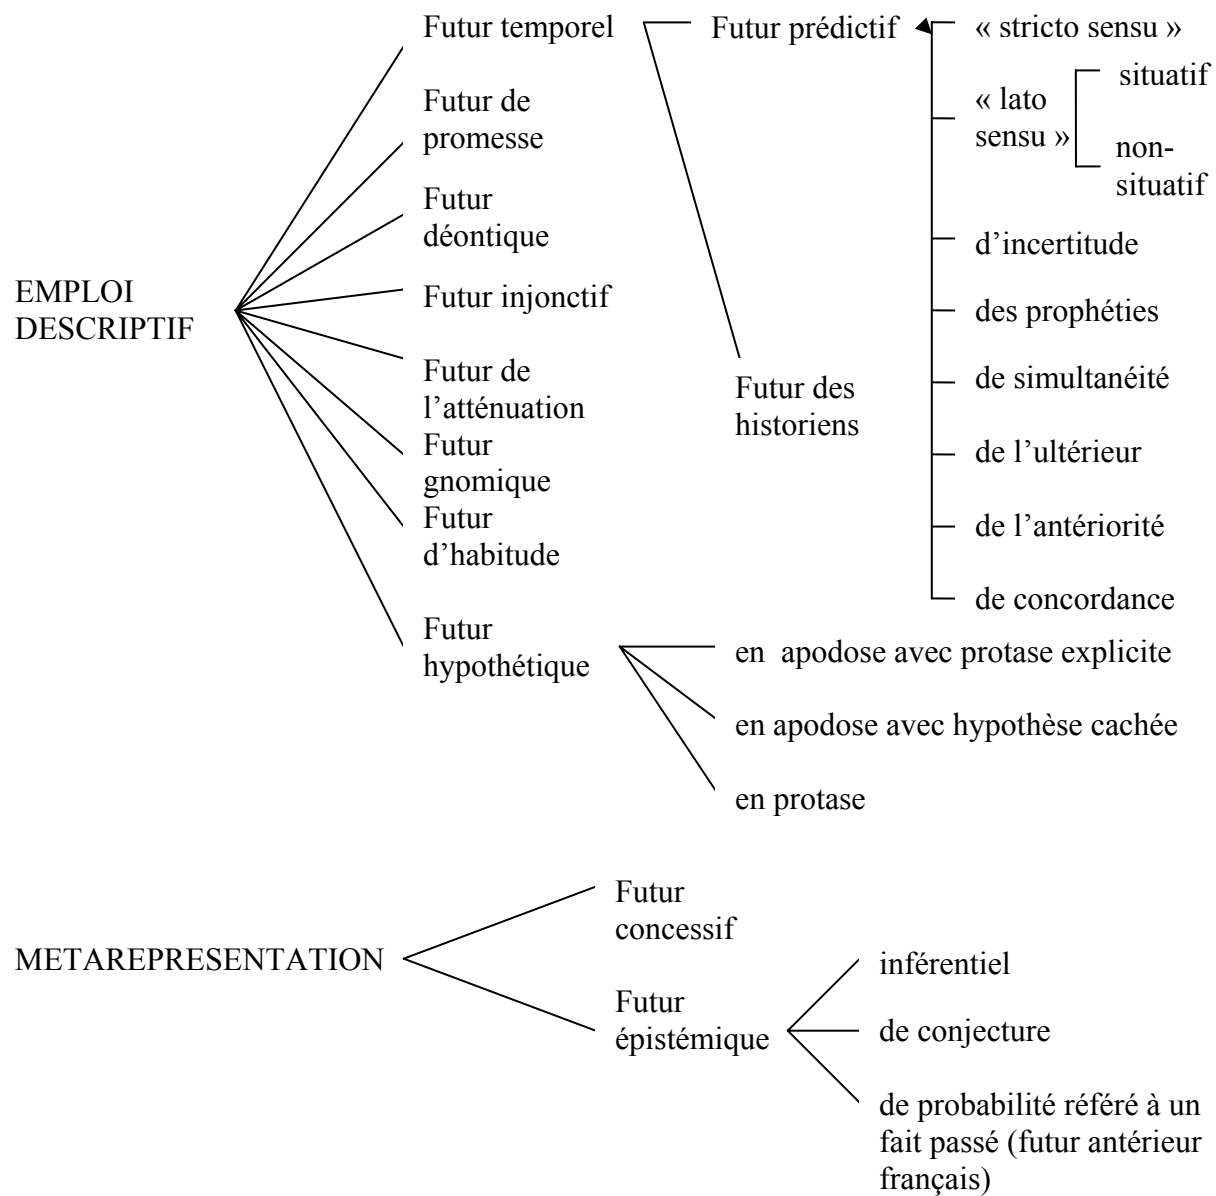 Futur temporel
Futur prédictif
« stricto sensu »
situatif
« lato
sensu »
non-
situatif
Futur de
promesse
Futur
déontique
d’incertitude
EMPLOI
DESCRIPTIF
Futur injonctif
des prophéties
Futur de
l’atténuation
Futur des
historiens
de simultanéité
Futur
gnomique
de l’ultérieur
Futur
d’habitude
de l’antériorité
de concordance
Futur
hypothétique
en apodose avec protase explicite
en apodose avec hypothèse cachée
en protase
METAREPRESENTATION
Futur
concessif
Futur
épistémique
inférentiel
de conjecture
de probabilité référé à un
fait passé (futur antérieur
français)